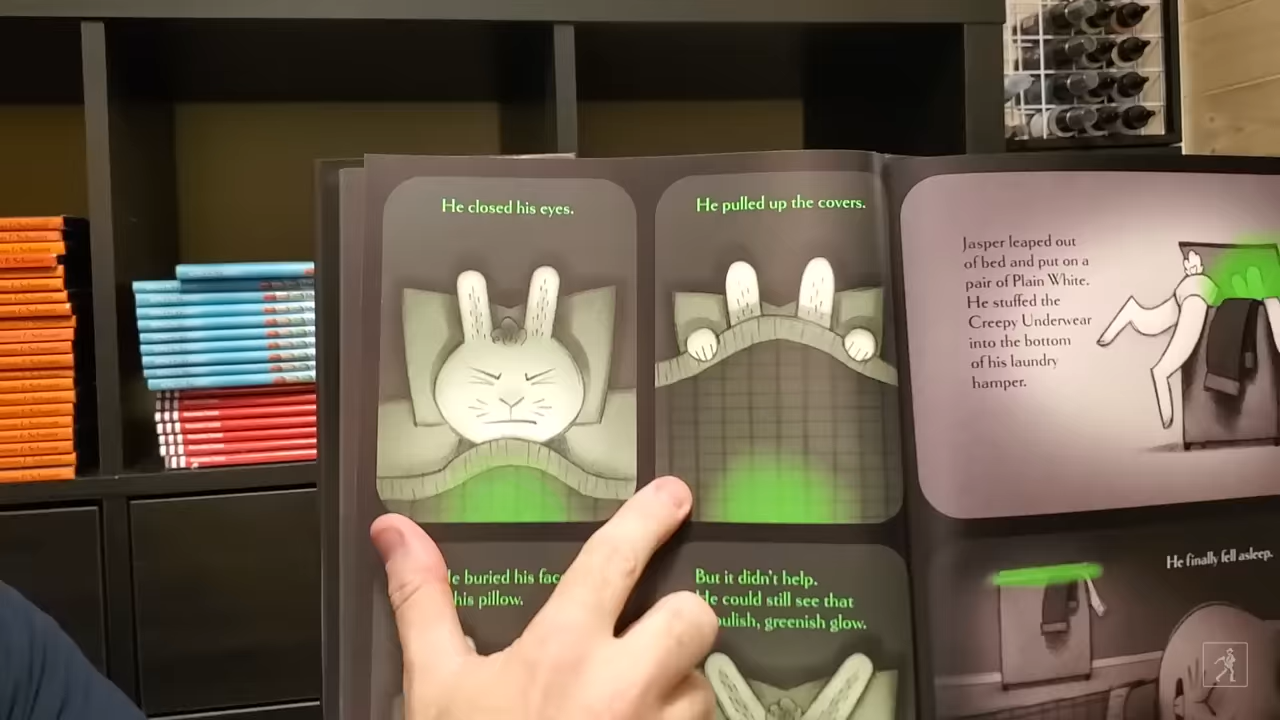 He closed his eyes.
He pulled up the covers.
his pillow.
But it didn't help.
could still see that
greenish glow.
Jasper leaped out
of bed and put on a
pair of Plain White.
He stuffed the
Creepy Underwear
into the bottom
of his laundry
hamper.
He finally fell asleep.